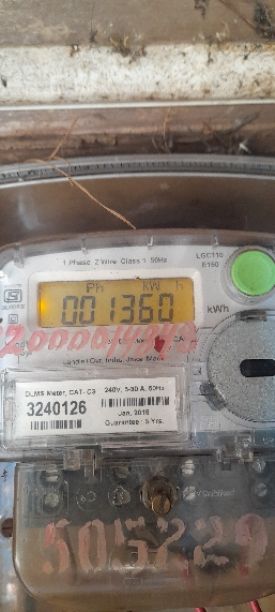 1 Phase 2 Wire Class 1 50Hz
LGCT10
E150
Ph kW h
001360
kWh
DLMS Meter, CAT- C3
3240126
240V, 5-30 A, 50Hz
Jan, 2018
Guarantee : 5 Yrs.
505229